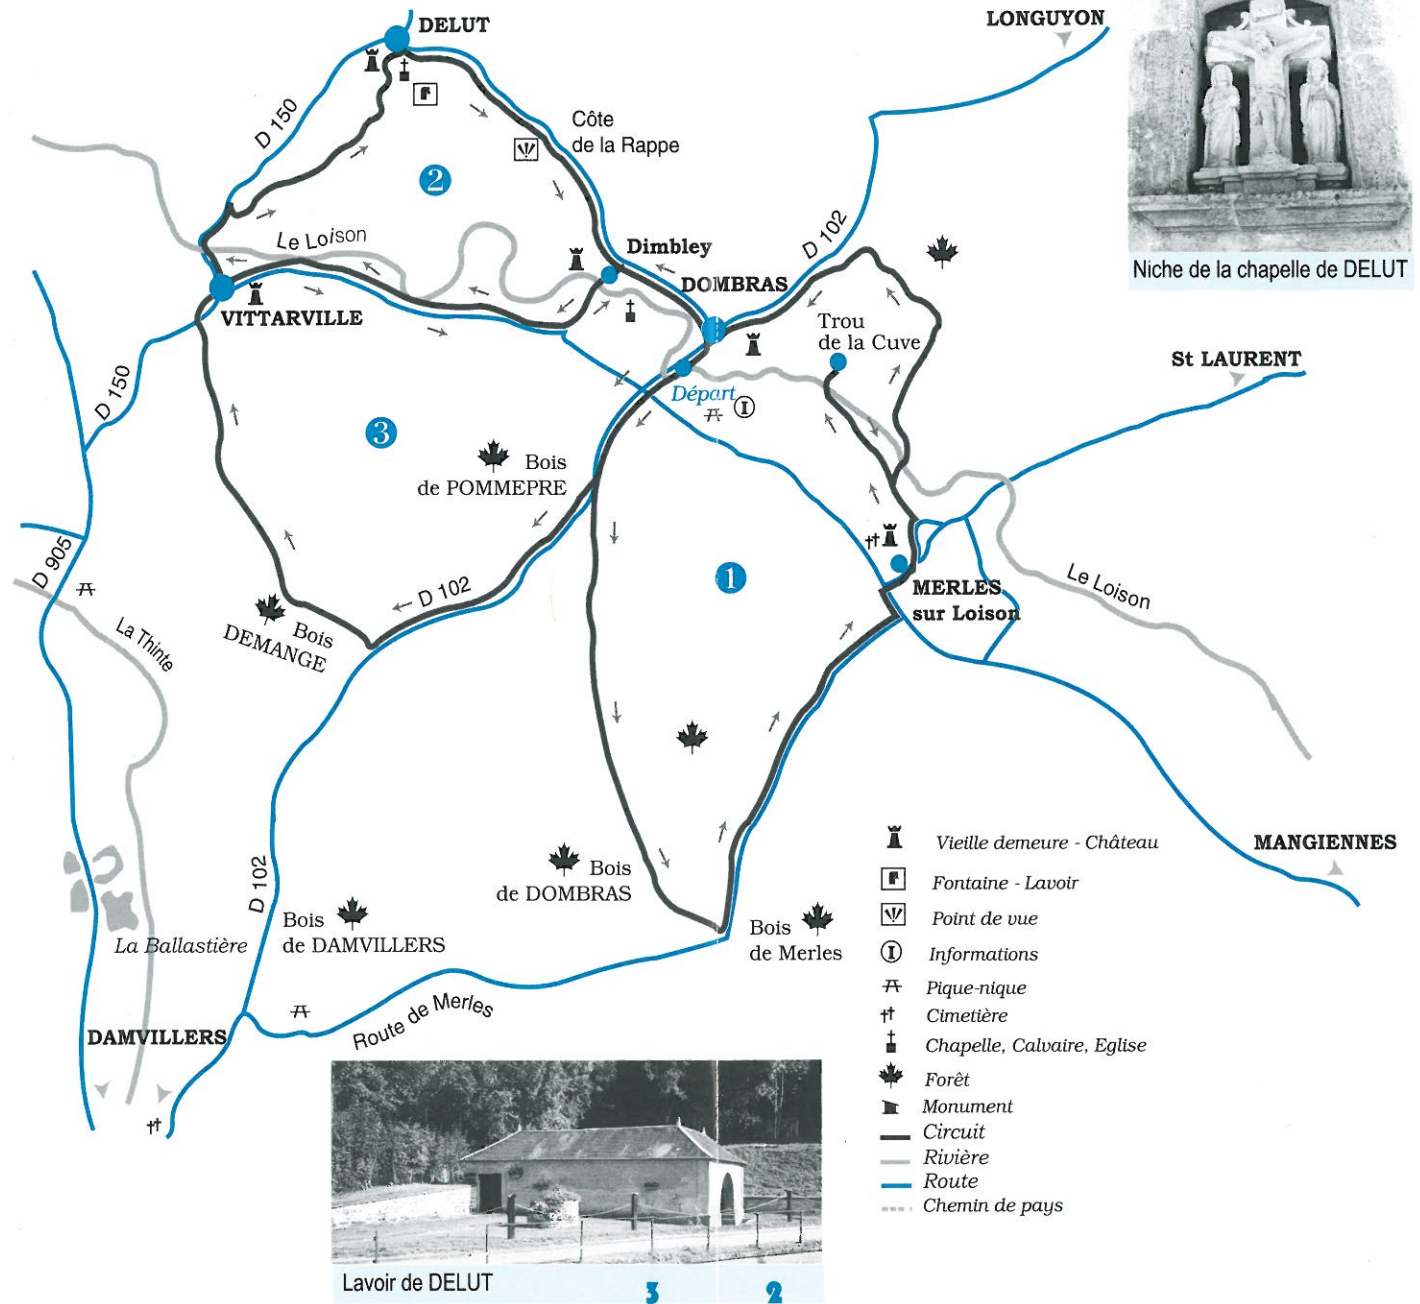 DELUT
LONGUYON
D 150
Côte
de la Rappe
2
Niche de la chapelle de DELUT
Le Loison
Dimbley
D 102
DOMBRAS
VITTARVILLE
Trou
de la Cuve
St LAURENT
D 150
Départ
I
3
Bois
de POMMEPRE
D 905
1
D 102
MERLES
sur Loison
Le Loison
Bois
DEMANGE
La Thinte
MANGIENNES
Bois
de DOMBRAS
D 102
Bois
de DAMVILLERS
Bois
de Merles
La Ballastière
DAMVILLERS
Route de Merles
Vieille demeure - Château
Fontaine - Lavoir
Point de vue
I Informations
Pique-nique
Cimetière
Chapelle, Calvaire, Eglise
Forêt
Monument
Circuit
Rivière
Route
Chemin de pays
Lavoir de DELUT
3
2